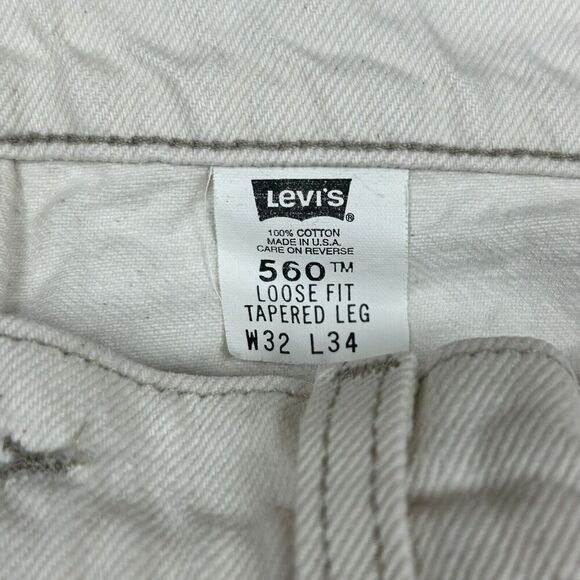 Levi's ®
100% COTTON
MADE IN U.S.A.
CARE ON REVERSE
560™
LOOSE FIT
TAPERED LEG
W32 L34